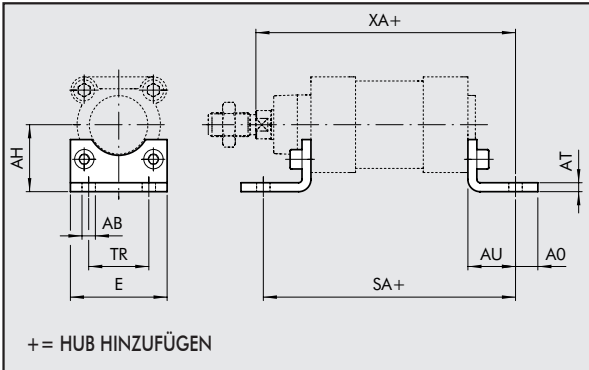 XA+
AH
AT
AB
TR
E
AU
A0
SA+
+= HUB HINZUFÜGEN